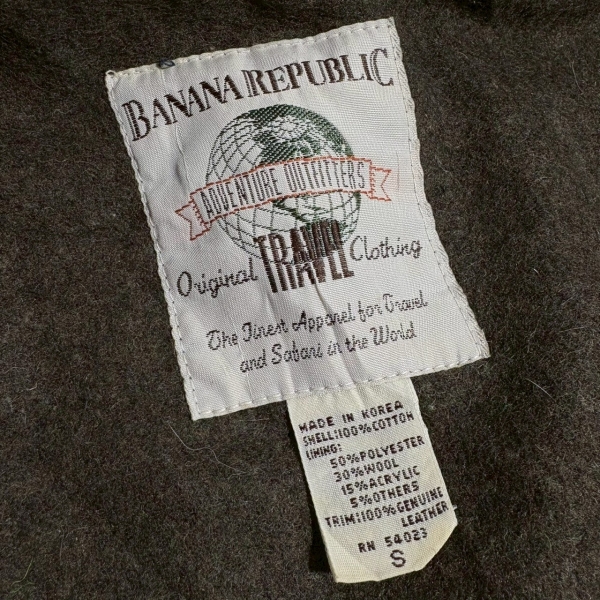 BANANA REPUBLIC
ADVENTURE OUTFITTERS
Original TRAVEL Clothing
The Finest Apparel for Travel
and Safari in the World
MADE IN KOREA
SHELL:100%COTTON
LINING:
50%POLYESTER
30%WOOL
15%ACRYLIC
5%OTHERS
TRIM:100%GENUINE
LEATHER
RN 54023
S